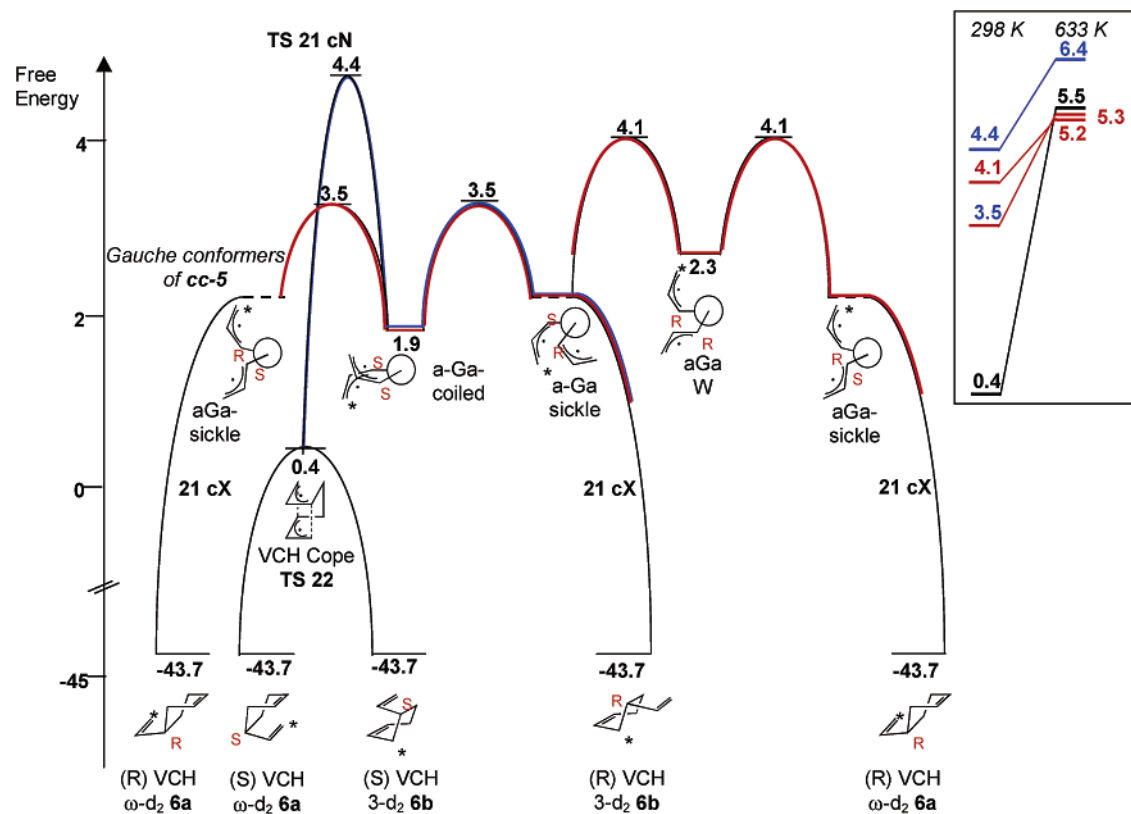 TS 21 cN
298 K 633 K
6.4
5.5
5.3
5.2
4.4
4.1
3.5
0.4
Free
Energy
4
2
0
-45
4.4
3.5
3.5
4.1
4.1
Gauche conformers
of cc-5
*
R
S
aGa-
sickle
1.9
S
S
*
a-Ga-
coiled
S
R
*
a-Ga
sickle
2.3
*
R
R
aGa
W
*
R
S
aGa-
sickle
21 cX
0.4
VCH Cope
TS 22
21 cX
21 cX
-43.7
-43.7
-43.7
-43.7
-43.7
*
R
S
*
S
*
R
*
*
R
(R) VCH
ω-d2 6a
(S) VCH
ω-d2 6a
(S) VCH
3-d2 6b
(R) VCH
3-d2 6b
(R) VCH
ω-d2 6a